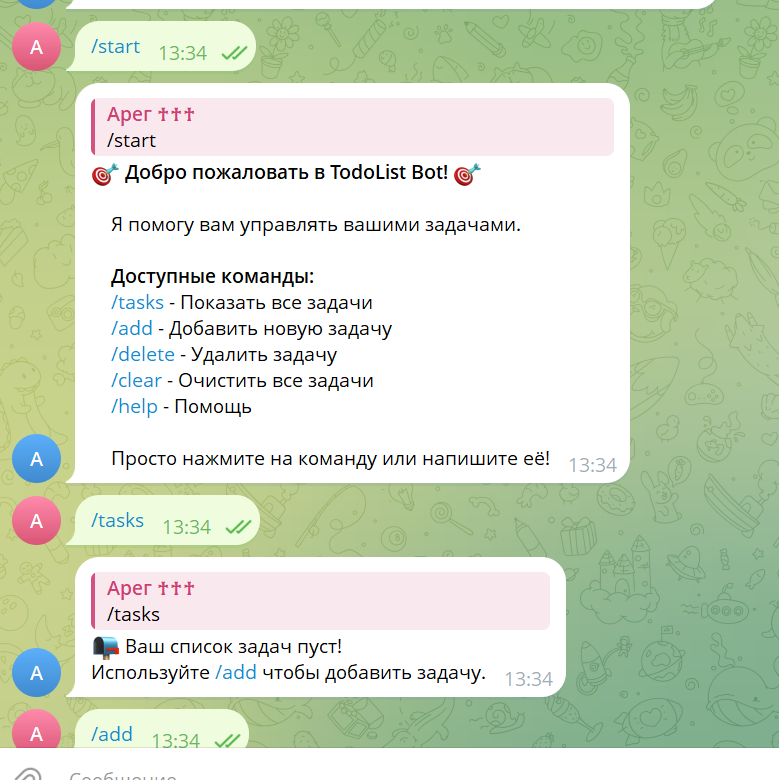 A
/start 13:34
Арег ✝✝✝
/start
🎯 Добро пожаловать в TodoList Bot! 🎯
Я помогу вам управлять вашими задачами.
Доступные команды:
/tasks - Показать все задачи
/add - Добавить новую задачу
/delete - Удалить задачу
/clear - Очистить все задачи
/help - Помощь
Просто нажмите на команду или напишите её! 13:34
A
A
/tasks 13:34
Арег ✝✝✝
/tasks
📭 Ваш список задач пуст!
Используйте /add чтобы добавить задачу. 13:34
A
A
/add 13:34
Сообщение